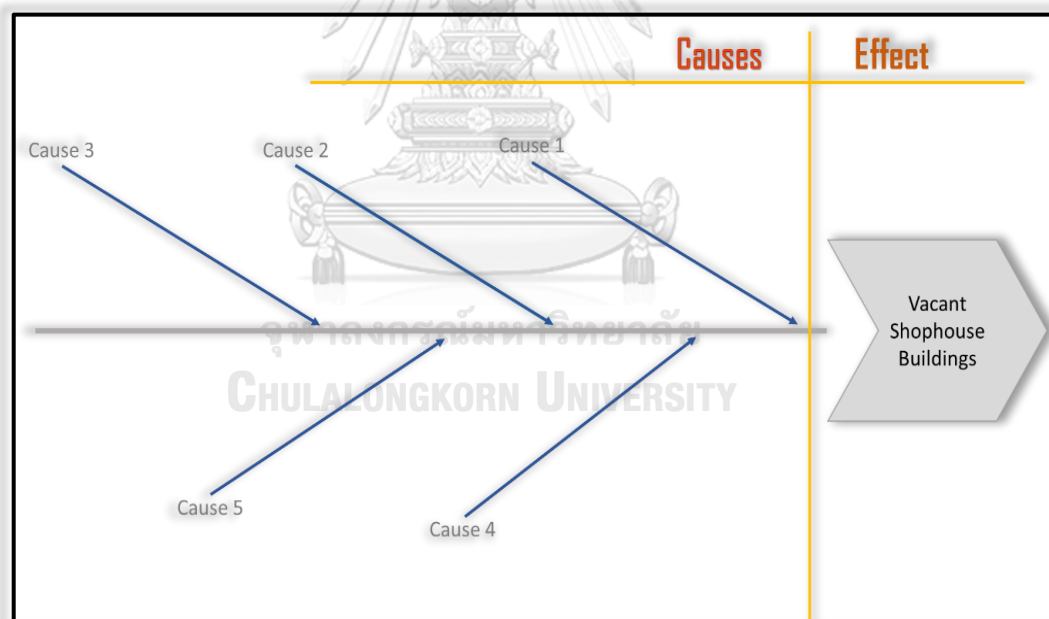 Causes Effect
Cause 3 Cause 2 Cause 1
Vacant
Shophouse
Buildings
จุฬาลงกรณ์มหาวิทยาลัย
CHULALONGKORN UNIVERSITY
Cause 5
Cause 4